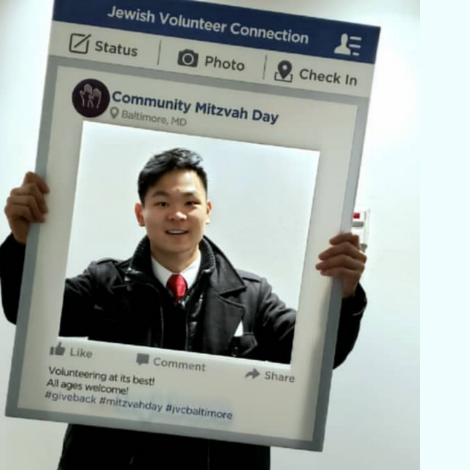 Jewish Volunteer Connection
Status Photo Check In
Community Mitzvah Day
Baltimore, MD
Like Comment Share
Volunteering at its best!
All ages welcome!
#giveback #mitzvahday #jvcbaltimore